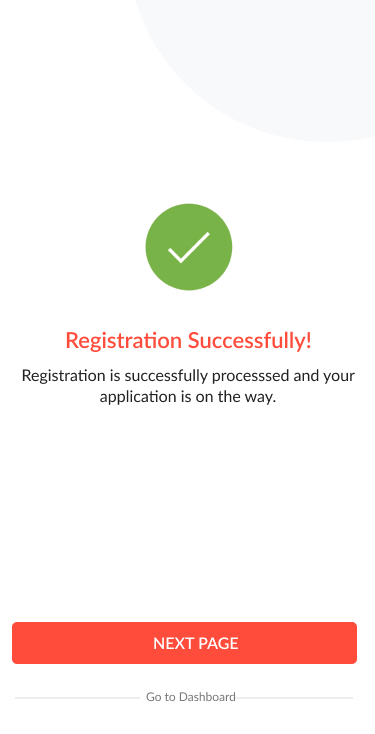 Registration Successfully!
Registration is successfully processsed and your
application is on the way.
NEXT PAGE
Go to Dashboard